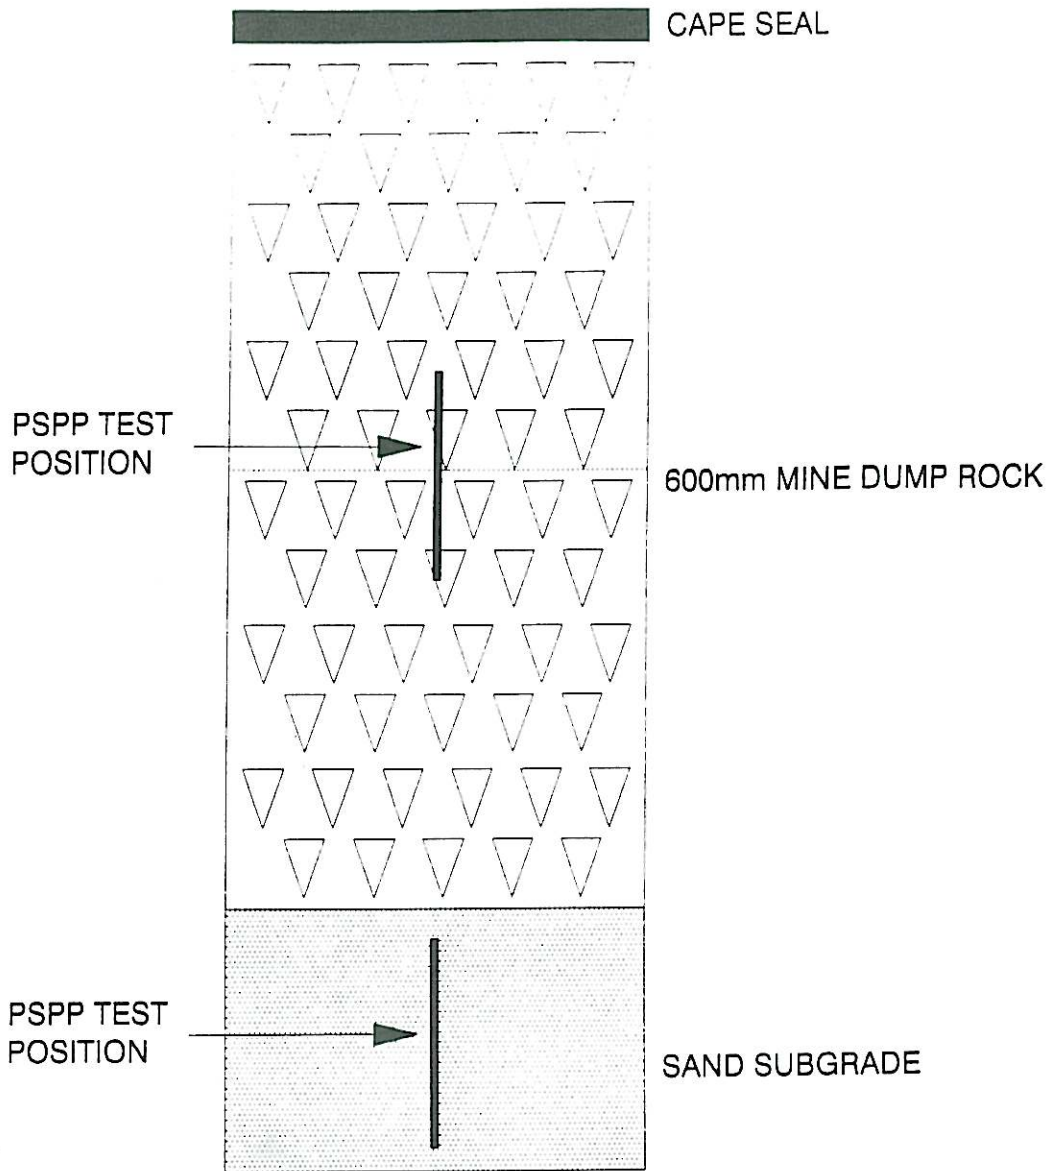 CAPE SEAL
PSPP TEST
POSITION
600mm MINE DUMP ROCK
PSPP TEST
POSITION
SAND SUBGRADE